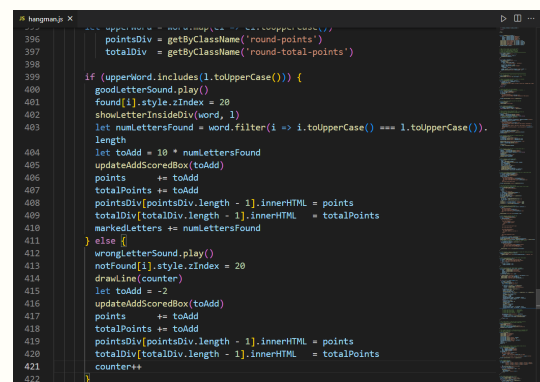 hangman.js
396 pointsDiv = getByClassName('round-points')
397 totalDiv = getByClassName('round-total-points')
398
399 if (upperWord.includes(l.toUpperCase())) {
400 goodLetterSound.play()
401 found[i].style.zIndex = 20
402 showLetterInsideDiv(word, l)
403 let numLettersFound = word.filter(i => i.toUpperCase() === l.toUpperCase()).
length
404 let toAdd = 10 * numLettersFound
405 updateAddScoredBox(toAdd)
406 points += toAdd
407 totalPoints += toAdd
408 pointsDiv[pointsDiv.length - 1].innerHTML = points
409 totalDiv[totalDiv.length - 1].innerHTML = totalPoints
410 markedLetters += numLettersFound
411 } else {
412 wrongLetterSound.play()
413 notFound[i].style.zIndex = 20
414 drawLine(counter)
415 let toAdd = -2
416 updateAddScoredBox(toAdd)
417 points += toAdd
418 totalPoints += toAdd
419 pointsDiv[pointsDiv.length - 1].innerHTML = points
420 totalDiv[totalDiv.length - 1].innerHTML = totalPoints
421 counter++
422 }